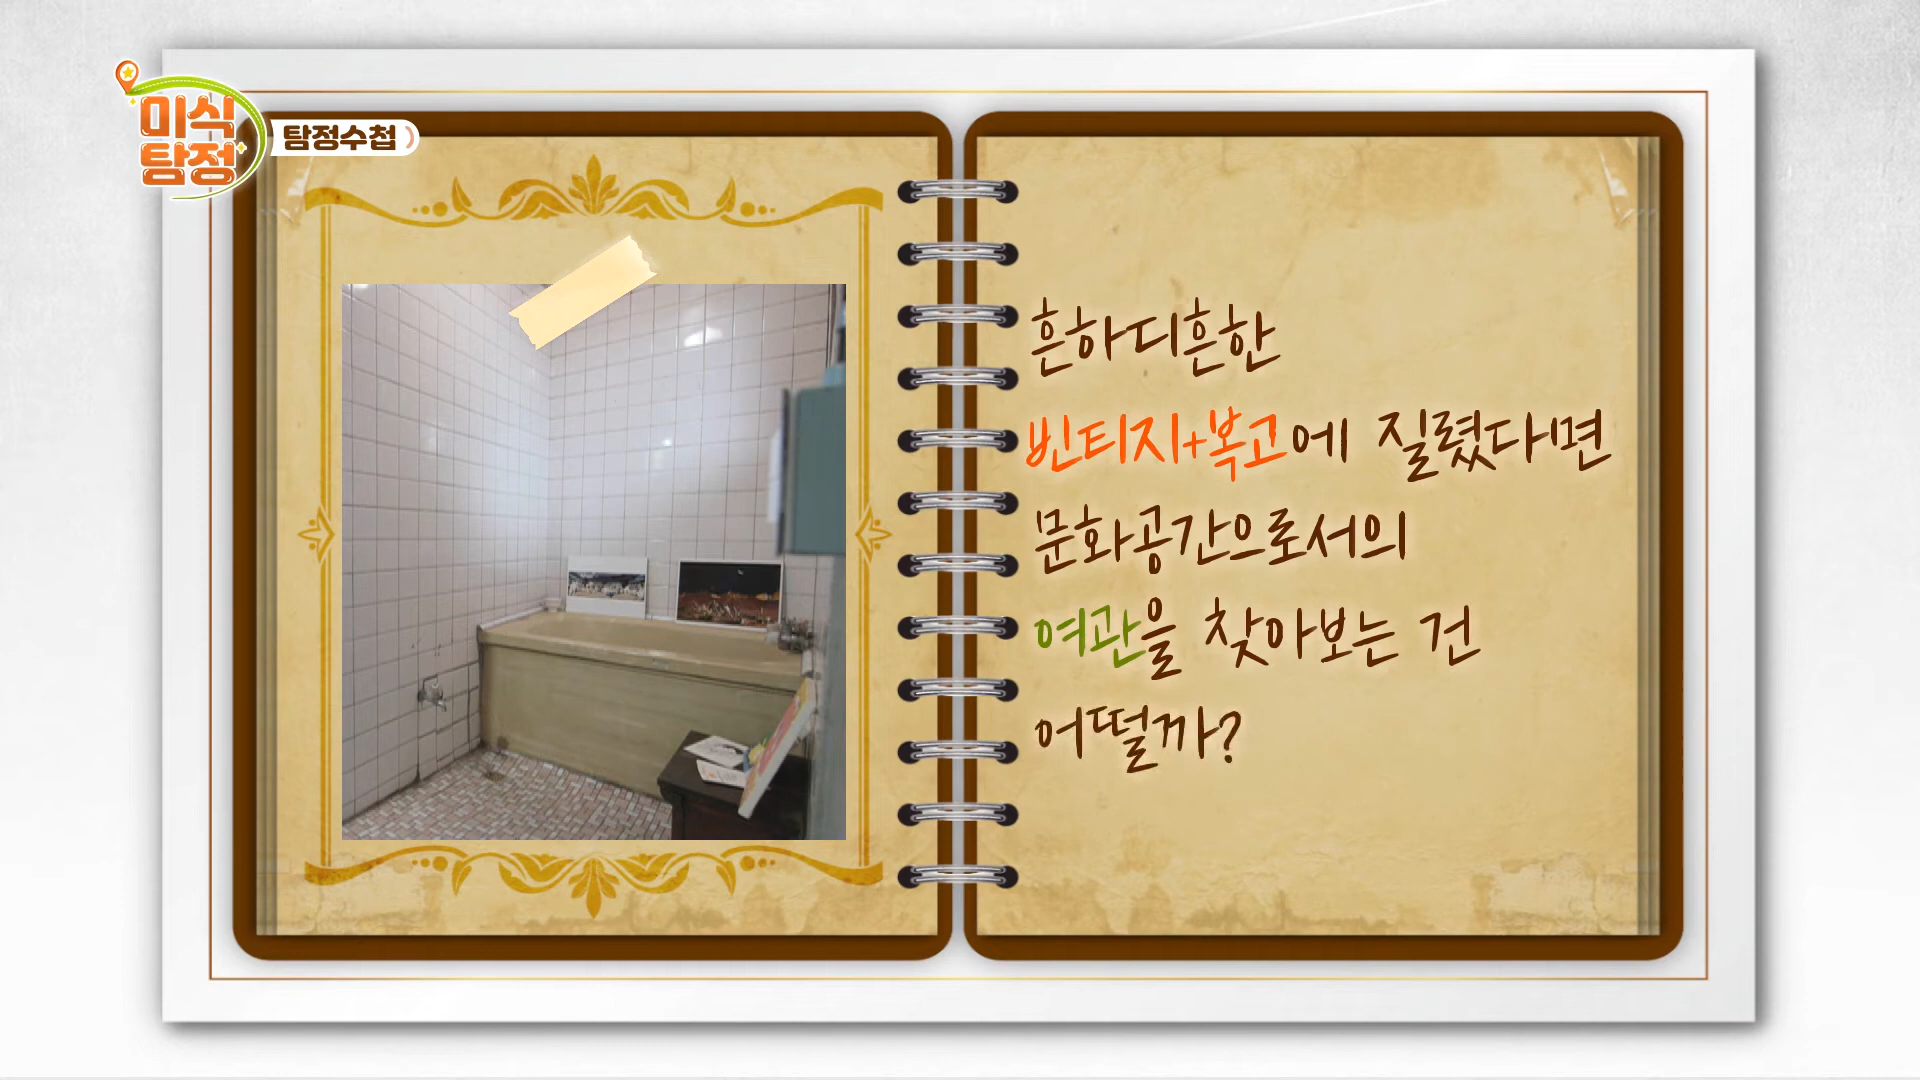 미식
탐정
탐정수첩
흔하디흔한
빈티지+복고에 질렸다면
문화공간으로서의
여관을 찾아보는 건
어떨까?